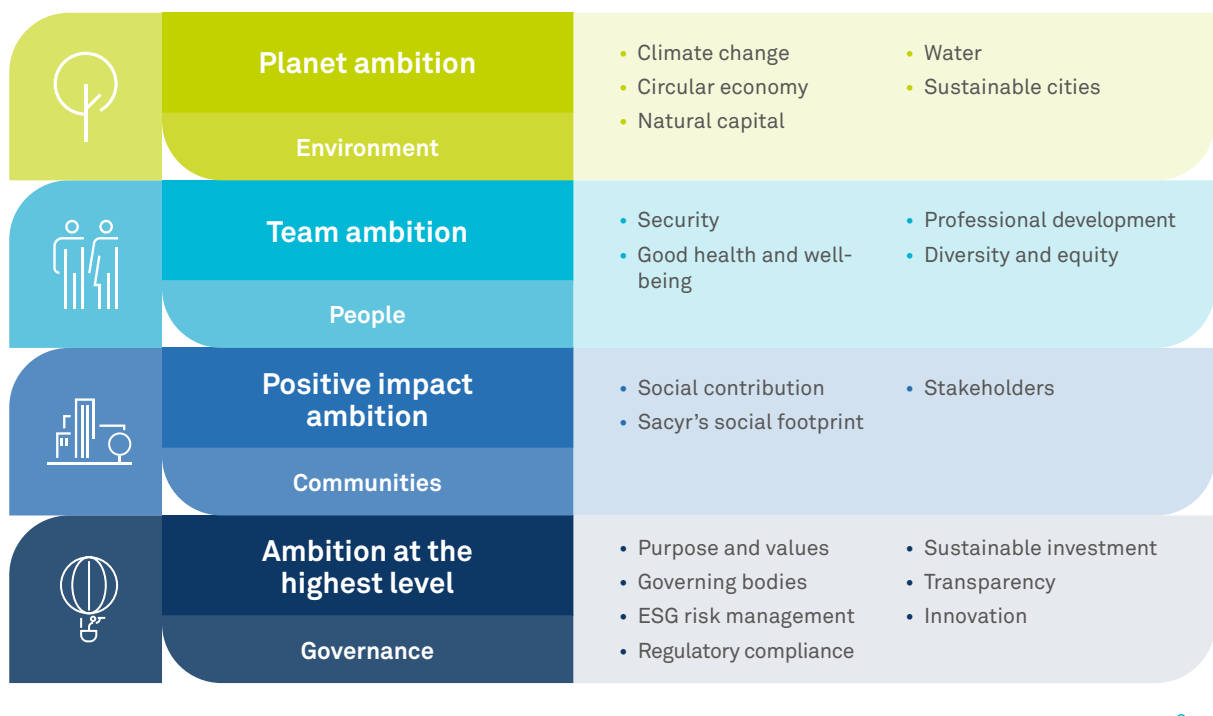 Planet ambition
Environment
• Climate change
• Circular economy
• Natural capital
• Water
• Sustainable cities
Team ambition
People
• Security
• Good health and well-
being
• Professional development
• Diversity and equity
Positive impact
ambition
Communities
• Social contribution
• Sacyr's social footprint
• Stakeholders
Ambition at the
highest level
Governance
• Purpose and values
• Governing bodies
• ESG risk management
• Regulatory compliance
• Sustainable investment
• Transparency
• Innovation